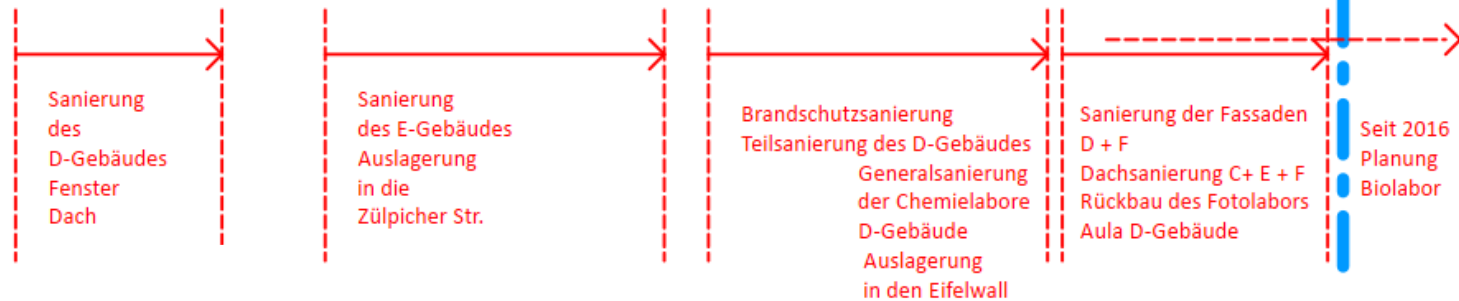 Sanierung
des
D-Gebäudes
Fenster
Dach
Sanierung
des E-Gebäudes
Auslagerung
in die
Zülpicher Str.
Brandschutzsanierung
Teilsanierung des D-Gebäudes
Generalsanierung
der Chemielabore
D-Gebäude
Auslagerung
in den Eifelwall
Sanierung der Fassaden
D + F
Dachsanierung C+ E + F
Rückbau des Fotolabors
Aula D-Gebäude
Seit 2016
Planung
Biolabor